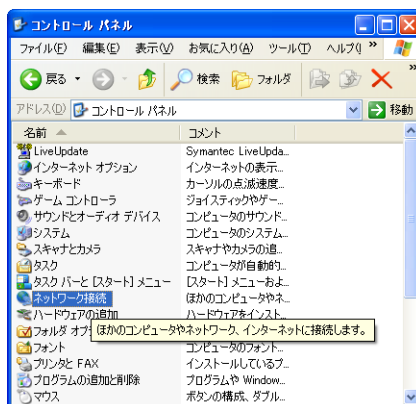 コントロール パネル
ファイル(F) 編集(E) 表示(V) お気に入り(A) ツール(T) ヘルプ( »
戻る 検索 フォルダ »
アドレス(D) コントロール パネル 移動
名前 コメント
LiveUpdate Symantec LiveUpda...
インターネット オプション インターネットの表示...
キーボード カーソルの点滅速度...
ゲーム コントローラ ジョイスティックやゲー...
サウンドとオーディオ デバイス コンピュータのサウンド...
システム コンピュータのシステム...
スキャナとカメラ スキャナやカメラの追...
タスク コンピュータが自動的...
タスク バーと [スタート] メニュー [スタート] メニューおよ...
ネットワーク接続 ほかのコンピュータやネ...
ハードウェアの追加 ハードウェアをインスト...
フォルダ オプ ほかのコンピュータやネットワーク、インターネットに接続します。
フォント コンピュータのフォント...
プリンタと FAX インストールしているプ...
プログラムの追加と削除 プログラムや Window...
マウス ボタンの構成、ダブル...